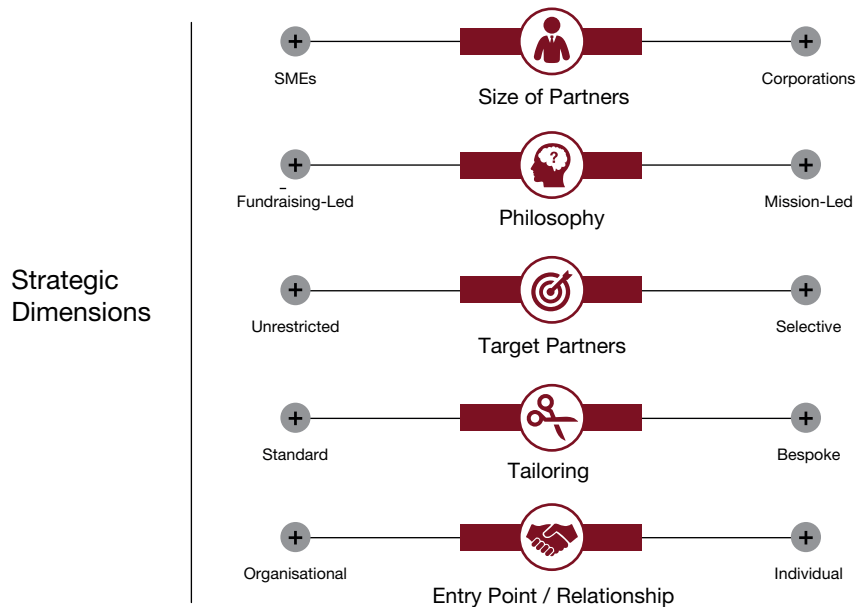 SMEs
Corporations
Size of Partners
?
Fundraising-Led
Mission-Led
Philosophy
Strategic
Dimensions
Unrestricted
Selective
Target Partners
Standard
Bespoke
Tailoring
Organisational
Individual
Entry Point / Relationship